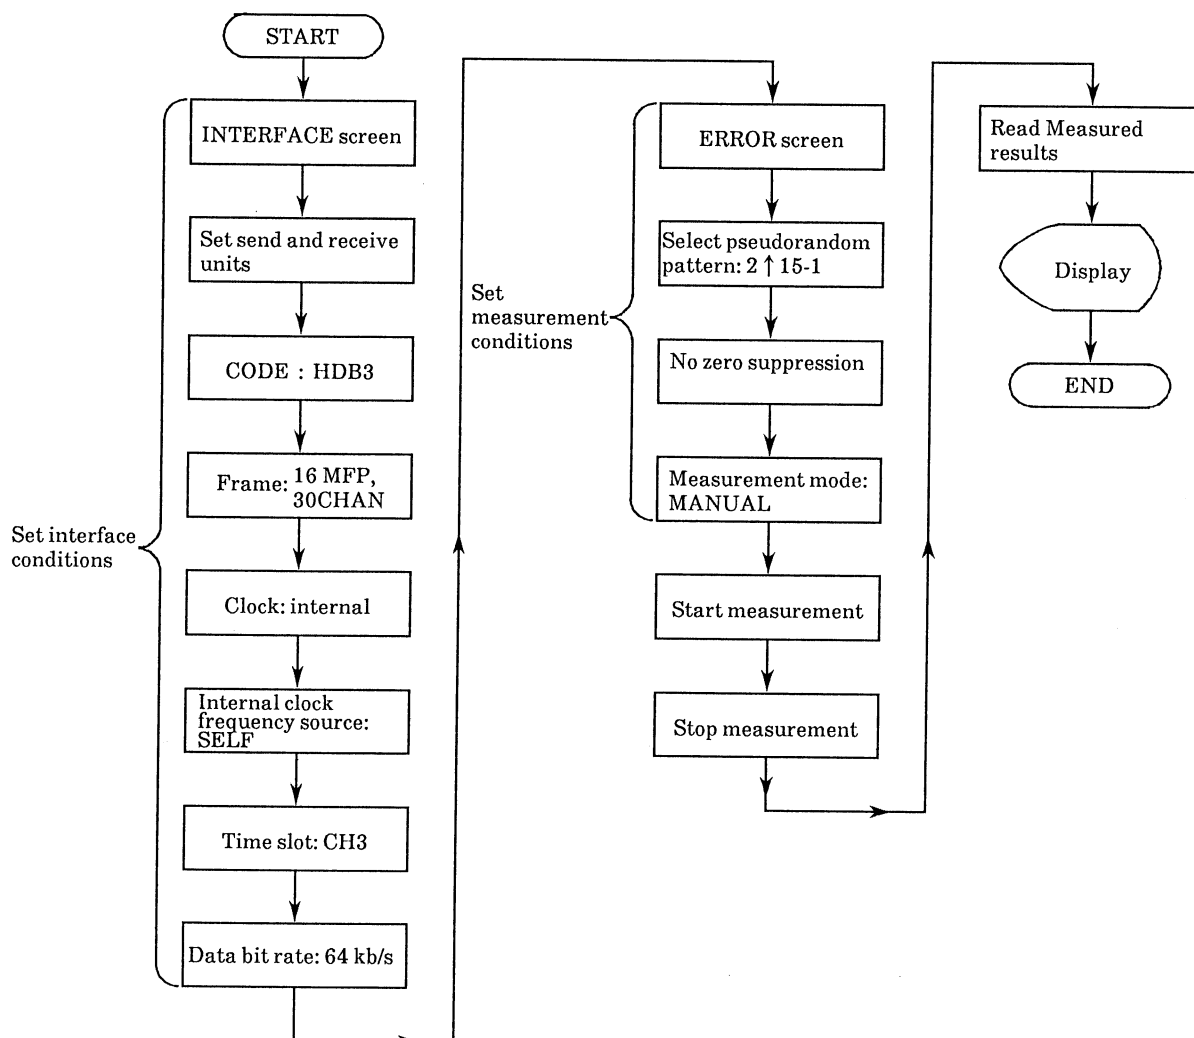 START
INTERFACE screen
Set send and receive
units
CODE : HDB3
Frame: 16 MFP,
30CHAN
Set interface
conditions
Clock: internal
Internal clock
frequency source:
SELF
Time slot: CH3
Data bit rate: 64 kb/s
ERROR screen
Select pseudorandom
pattern: 2 ↑ 15-1
Set
measurement
conditions
No zero suppression
Measurement mode:
MANUAL
Start measurement
Stop measurement
Read Measured
results
Display
END